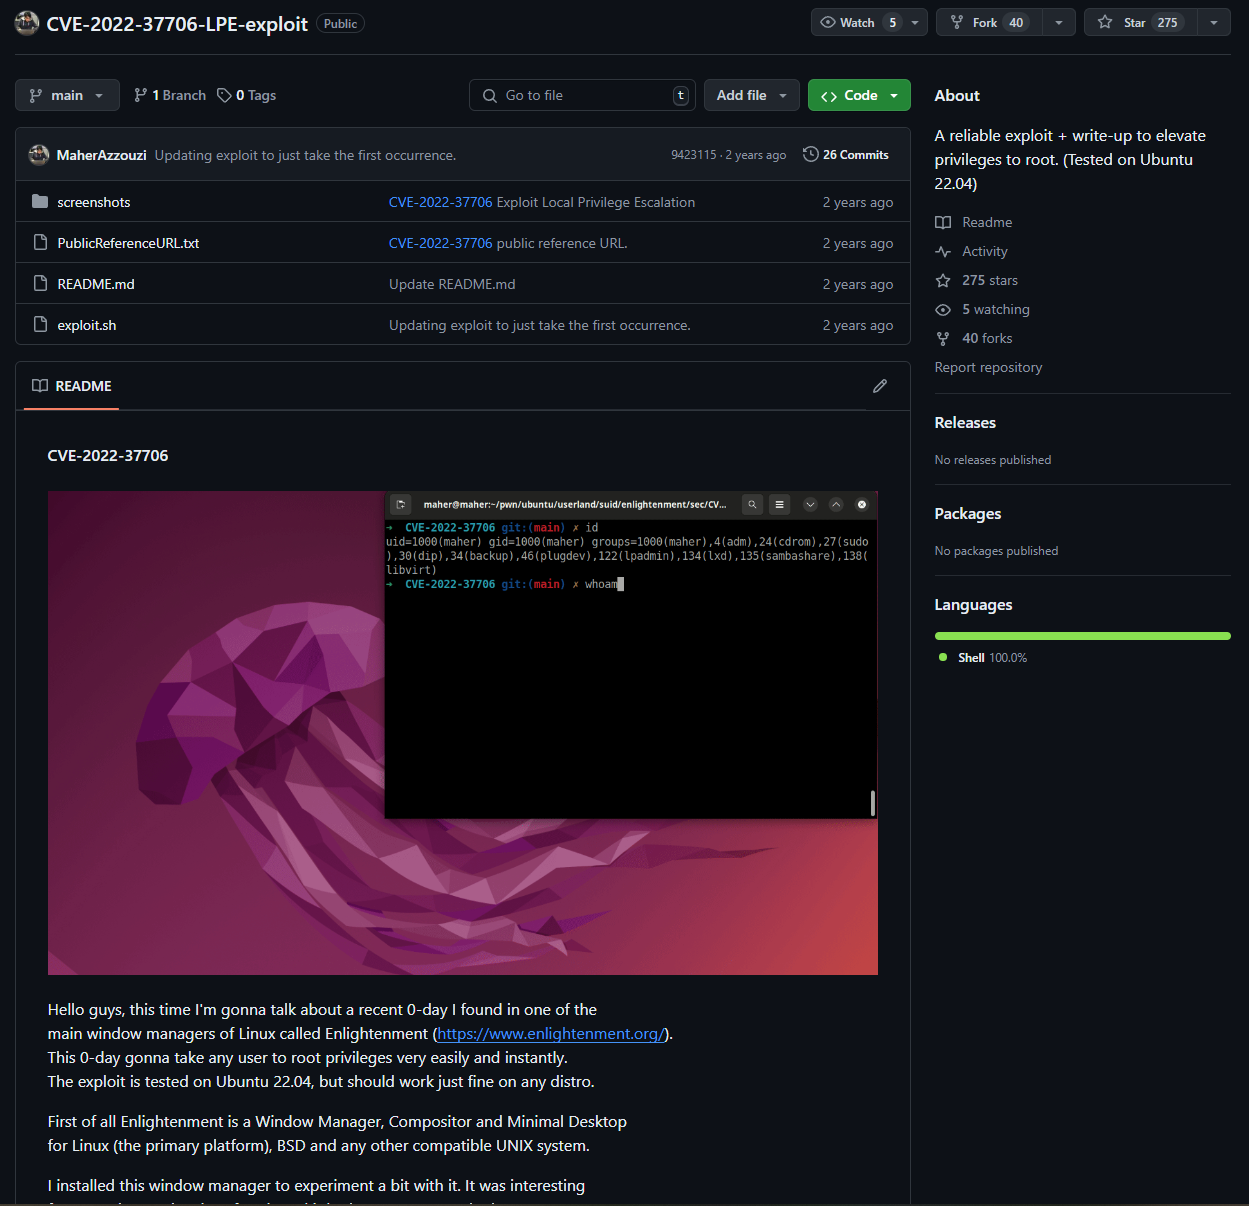 CVE-2022-37706-LPE-exploit Public
Watch 5
Fork 40
Star 275
main
1 Branch
0 Tags
Go to file t
Add file
Code
MaherAzzouzi Updating exploit to just take the first occurrence. 9423115 · 2 years ago 26 Commits
screenshots CVE-2022-37706 Exploit Local Privilege Escalation 2 years ago
PublicReferenceURL.txt CVE-2022-37706 public reference URL. 2 years ago
README.md Update README.md 2 years ago
exploit.sh Updating exploit to just take the first occurrence. 2 years ago
README
CVE-2022-37706
maher@maher:~/pwn/ubuntu/userland/suid/enlightenment/sec/CV...
→ CVE-2022-37706 git:(main) ✗ id
uid=1000(maher) gid=1000(maher) groups=1000(maher),4(adm),24(cdrom),27(sudo
),30(dip),34(backup),46(plugdev),122(lpadmin),134(lxd),135(sambashare),138(
libvirt)
→ CVE-2022-37706 git:(main) ✗ whoam
Hello guys, this time I'm gonna talk about a recent 0-day I found in one of the
main window managers of Linux called Enlightenment (https://www.enlightenment.org/).
This 0-day gonna take any user to root privileges very easily and instantly.
The exploit is tested on Ubuntu 22.04, but should work just fine on any distro.
First of all Enlightenment is a Window Manager, Compositor and Minimal Desktop
for Linux (the primary platform), BSD and any other compatible UNIX system.
I installed this window manager to experiment a bit with it. It was interesting
About
A reliable exploit + write-up to elevate
privileges to root. (Tested on Ubuntu
22.04)
Readme
Activity
275 stars
5 watching
40 forks
Report repository
Releases
No releases published
Packages
No packages published
Languages
Shell 100.0%